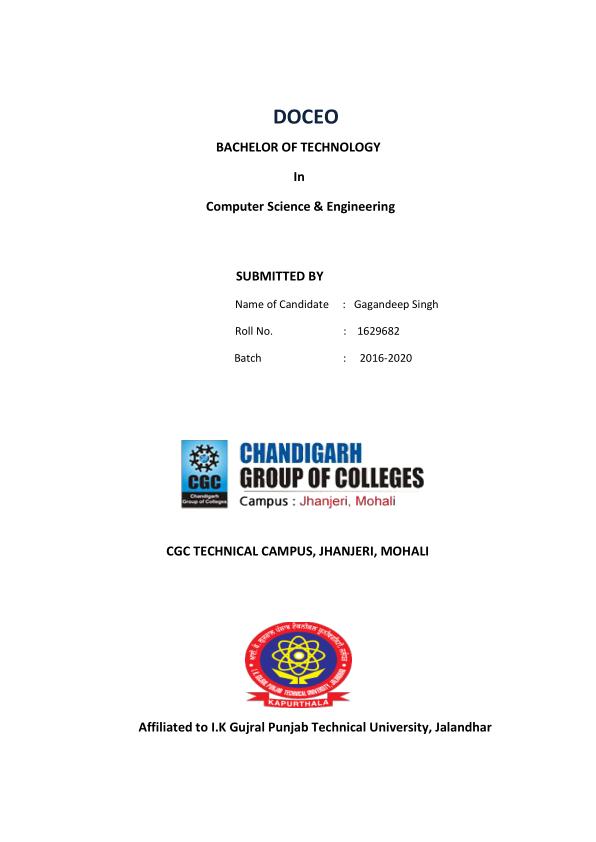 DOCEO
BACHELOR OF TECHNOLOGY
In
Computer Science & Engineering
SUBMITTED BY
Name of Candidate : Gagandeep Singh
Roll No. : 1629682
Batch : 2016-2020
CGC
Chandigarh
Group of Colleges
CHANDIGARH
GROUP OF COLLEGES
Campus : Jhanjeri, Mohali
CGC TECHNICAL CAMPUS, JHANJERI, MOHALI
I. K. GUJRAL PUNJAB TECHNICAL UNIVERSITY, JALANDHAR
KAPURTHALA
Affiliated to I.K Gujral Punjab Technical University, Jalandhar